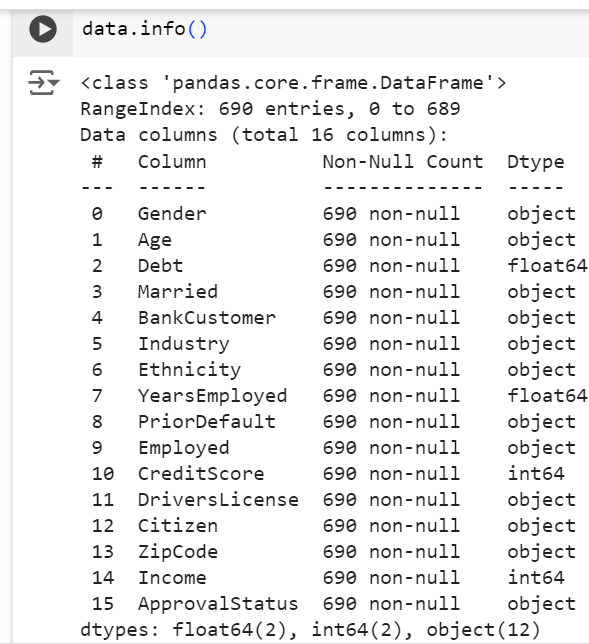 data.info()
<class 'pandas.core.frame.DataFrame'>
RangeIndex: 690 entries, 0 to 689
Data columns (total 16 columns):
 #   Column          Non-Null Count  Dtype
---  ------          --------------  -----
 0   Gender          690 non-null    object
 1   Age             690 non-null    object
 2   Debt            690 non-null    float64
 3   Married         690 non-null    object
 4   BankCustomer    690 non-null    object
 5   Industry        690 non-null    object
 6   Ethnicity       690 non-null    object
 7   YearsEmployed   690 non-null    float64
 8   PriorDefault    690 non-null    object
 9   Employed        690 non-null    object
 10  CreditScore     690 non-null    int64
 11  DriversLicense  690 non-null    object
 12  Citizen         690 non-null    object
 13  ZipCode         690 non-null    object
 14  Income          690 non-null    int64
 15  ApprovalStatus  690 non-null    object
dtypes: float64(2), int64(2), object(12)